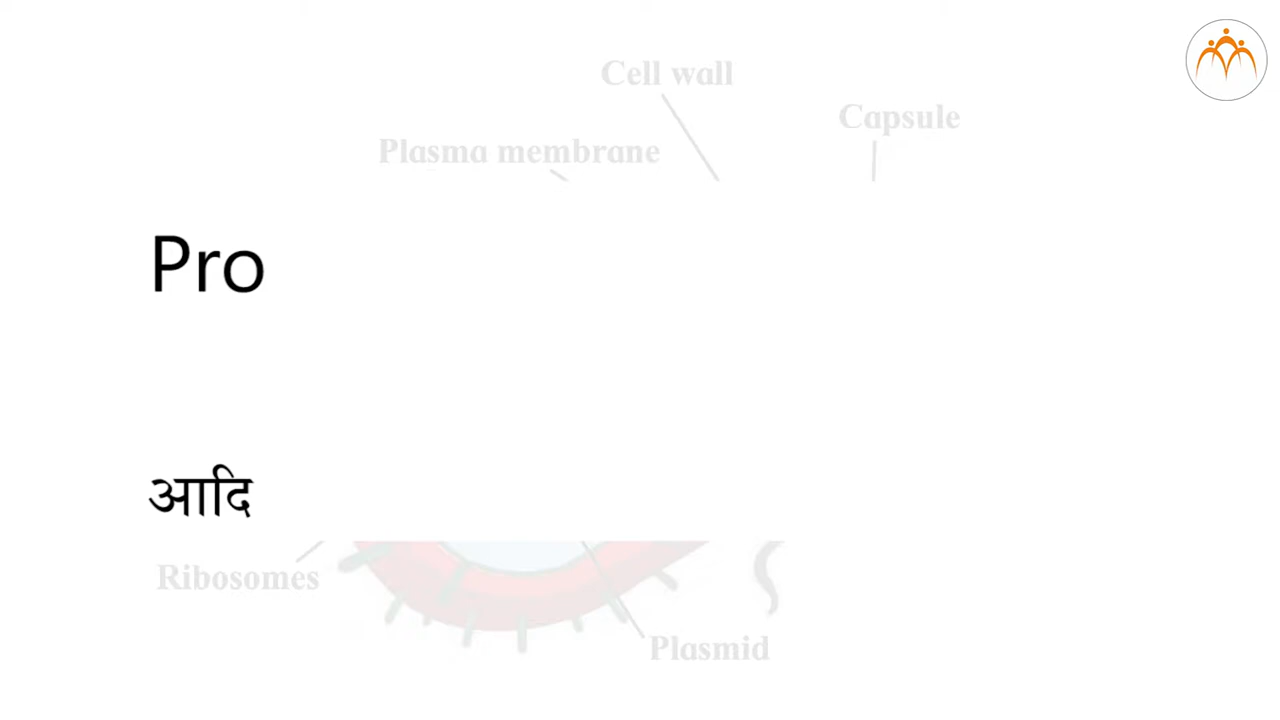 Cell wall
Capsule
Plasma membrane
Pro
आदि
Ribosomes
Plasmid